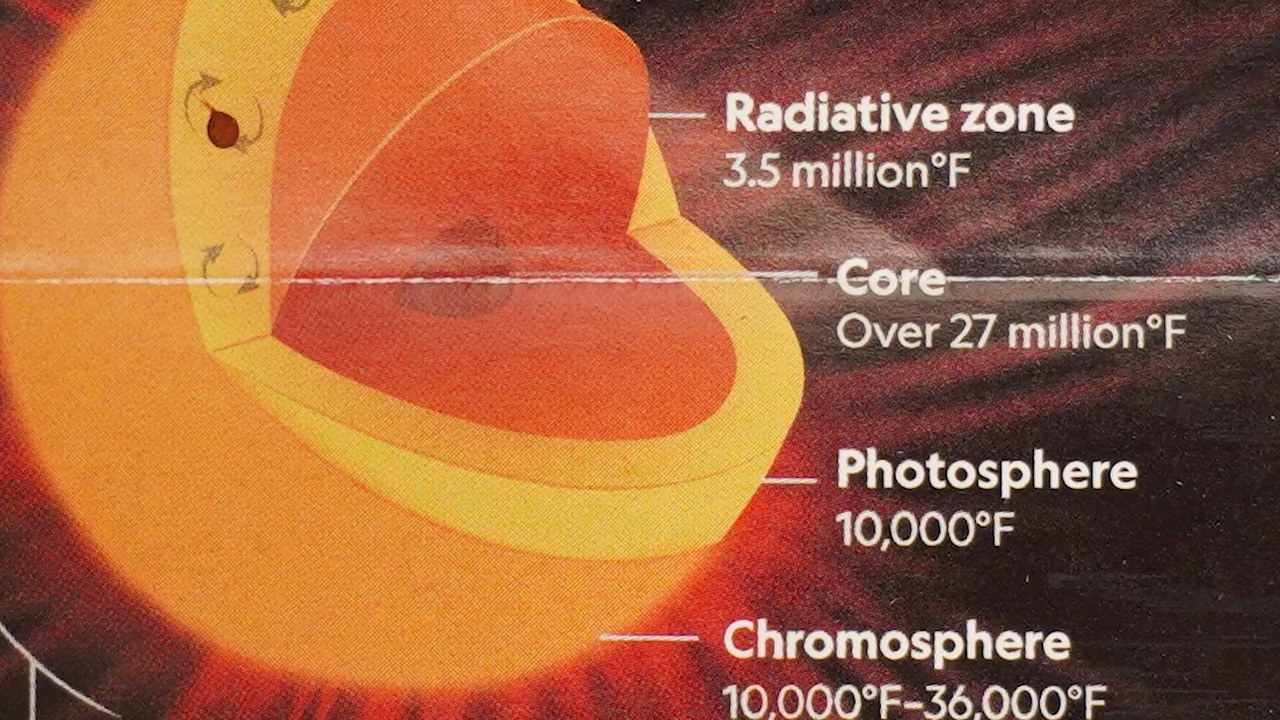 Radiative zone
3.5 million°F
Core
Over 27 million°F
Photosphere
10,000°F
Chromosphere
10,000°F–36,000°F